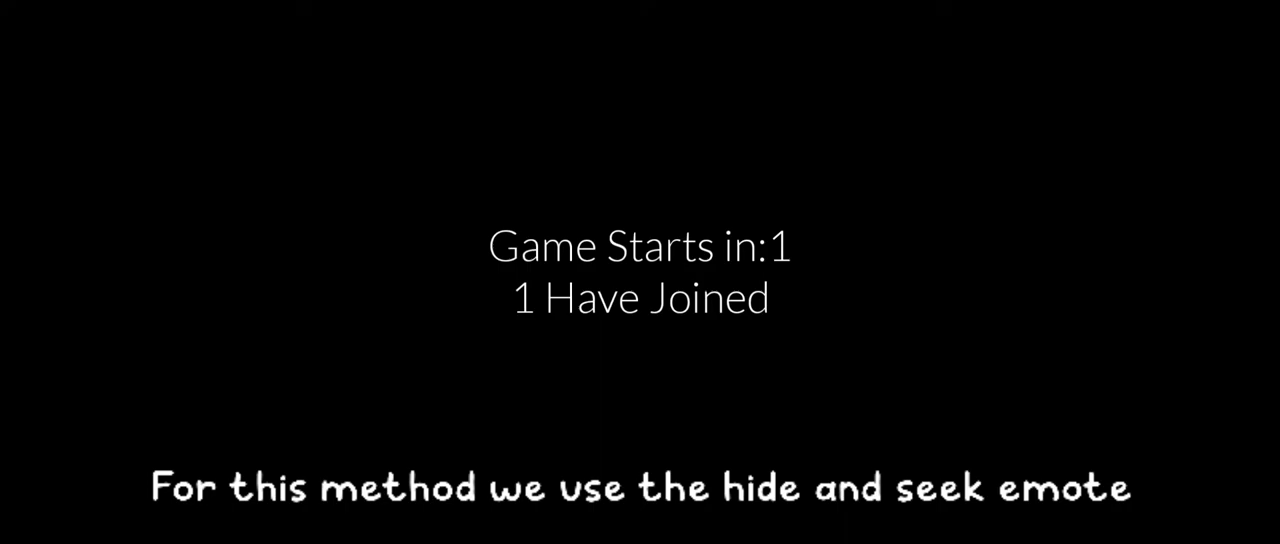 Game Starts in:1
1 Have Joined
For this method we use the hide and seek emote